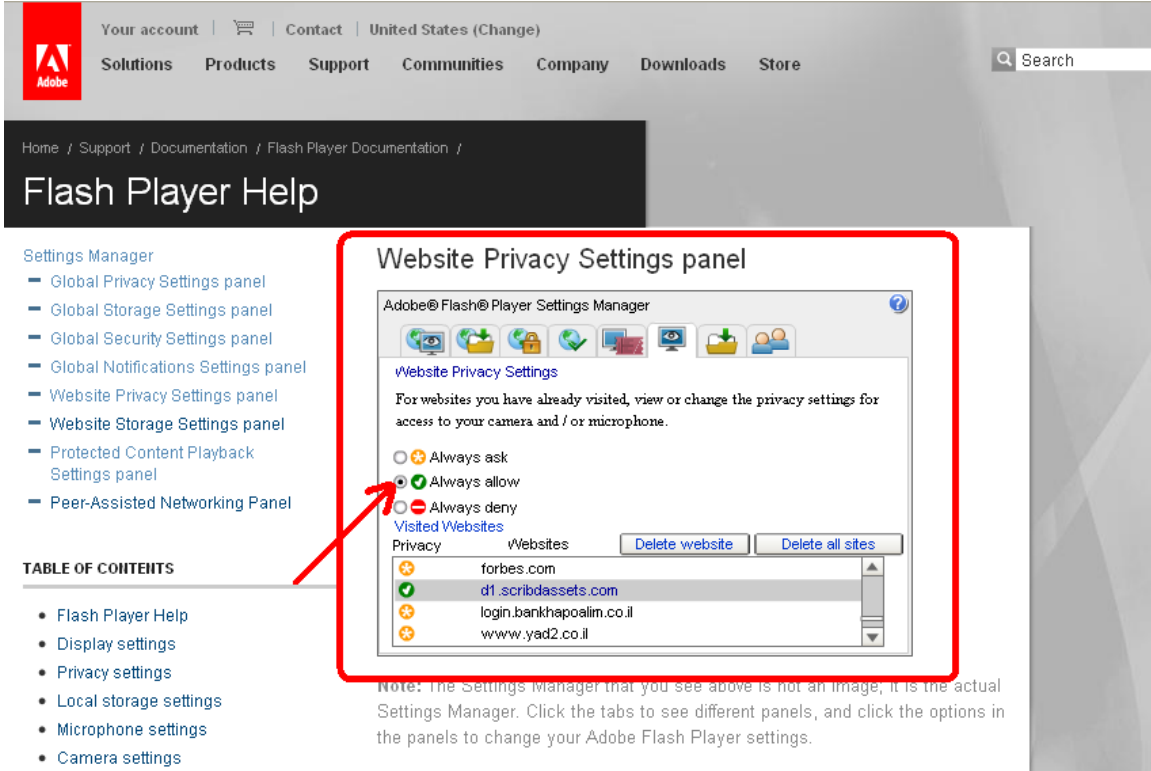 Your account | | Contact | United States (Change)
Adobe
Solutions Products Support Communities Company Downloads Store
Search
Home / Support / Documentation / Flash Player Documentation /
Flash Player Help
Settings Manager
Global Privacy Settings panel
Global Storage Settings panel
Global Security Settings panel
Global Notifications Settings panel
Website Privacy Settings panel
Website Storage Settings panel
Protected Content Playback
Settings panel
Peer-Assisted Networking Panel
TABLE OF CONTENTS
Flash Player Help
Display settings
Privacy settings
Local storage settings
Microphone settings
Camera settings
Website Privacy Settings panel
Adobe® Flash® Player Settings Manager
Website Privacy Settings
For websites you have already visited, view or change the privacy settings for
access to your camera and / or microphone.
Always ask
Always allow
Always deny
Visited Websites
Privacy Websites Delete website Delete all sites
forbes.com
d1.scribdassets.com
login.bankhapoalim.co.il
www.yad2.co.il
Note: The Settings Manager that you see above is not an image; it is the actual
Settings Manager. Click the tabs to see different panels, and click the options in
the panels to change your Adobe Flash Player settings.